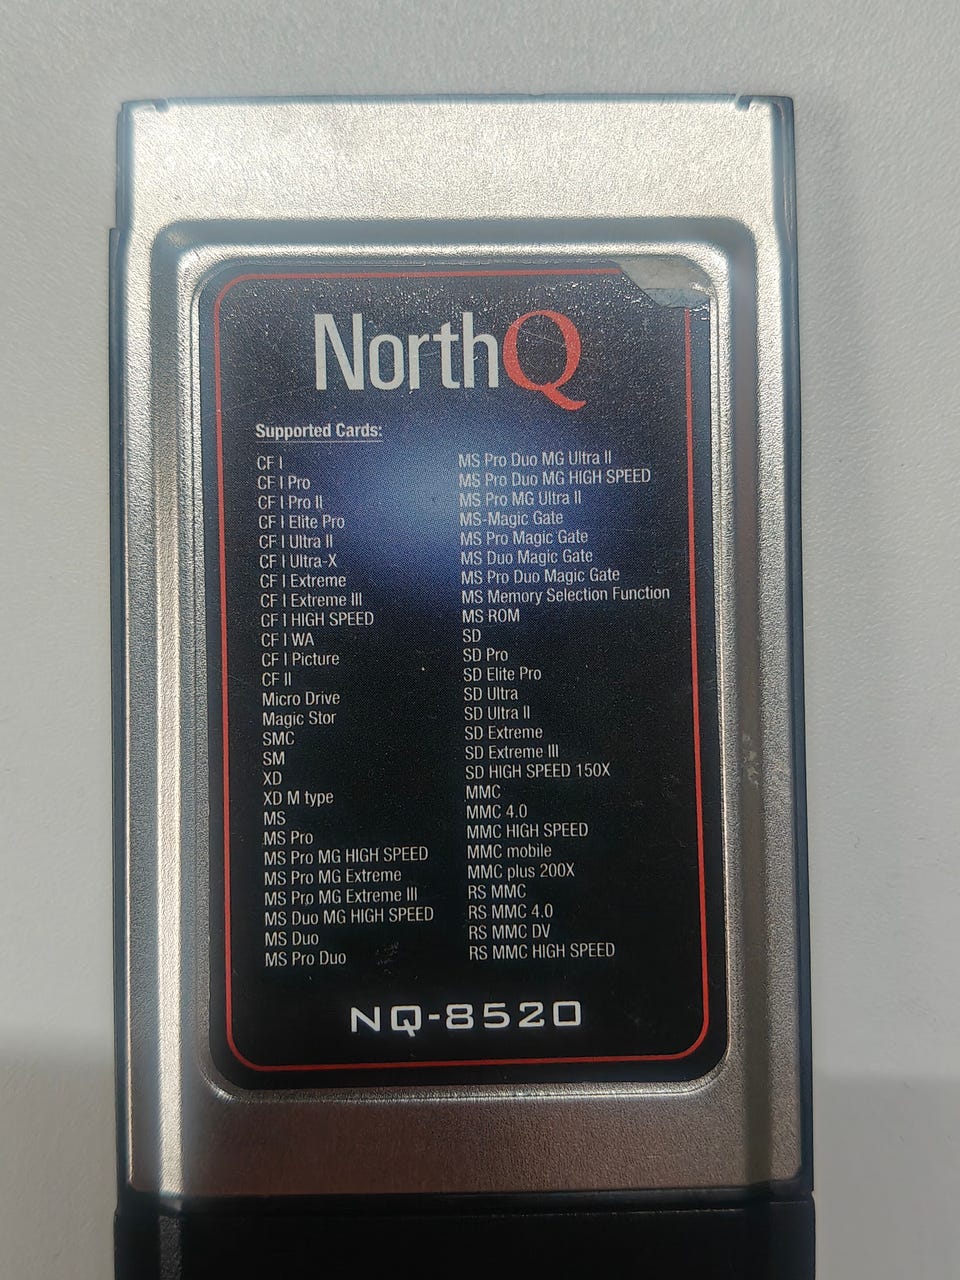 NorthQ
Supported Cards:
CF I
CF I Pro
CF I Pro II
CF I Elite Pro
CF I Ultra II
CF I Ultra-X
CF I Extreme
CF I Extreme III
CF I HIGH SPEED
CF I WA
CF I Picture
CF II
Micro Drive
Magic Stor
SMC
SM
XD
XD M type
MS
MS Pro
MS Pro MG HIGH SPEED
MS Pro MG Extreme
MS Pro MG Extreme III
MS Duo MG HIGH SPEED
MS Duo
MS Pro Duo
MS Pro Duo MG Ultra II
MS Pro Duo MG HIGH SPEED
MS Pro MG Ultra II
MS-Magic Gate
MS Pro Magic Gate
MS Duo Magic Gate
MS Pro Duo Magic Gate
MS Memory Selection Function
MS ROM
SD
SD Pro
SD Elite Pro
SD Ultra
SD Ultra II
SD Extreme
SD Extreme III
SD HIGH SPEED 150X
MMC
MMC 4.0
MMC HIGH SPEED
MMC mobile
MMC plus 200X
RS MMC
RS MMC 4.0
RS MMC DV
RS MMC HIGH SPEED
NQ-8520